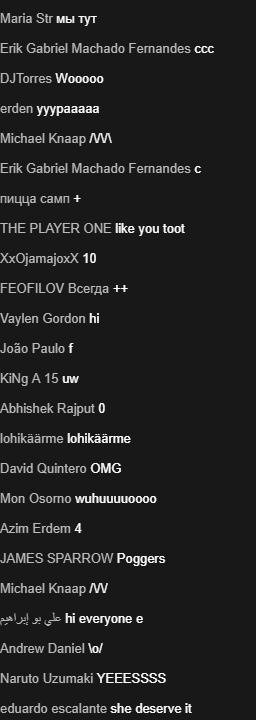 Maria Str мы тут
Erik Gabriel Machado Fernandes ccc
DJTorres Wooooo
erden yyypaaaaa
Michael Knaap /\/\/\
Erik Gabriel Machado Fernandes c
пицца самп +
THE PLAYER ONE like you toot
XxOjamajoxX 10
FEOFILOV Всегда ++
Vaylen Gordon hi
João Paulo f
KiNg A 15 uw
Abhishek Rajput 0
lohikäärme lohikäärme
David Quintero OMG
Mon Osorno wuhuuuuoooo
Azim Erdem 4
JAMES SPARROW Poggers
Michael Knaap /\/\/
علي بو إبراهيم hi everyone e
Andrew Daniel \o/
Naruto Uzumaki YEEESSSS
eduardo escalante she deserve it